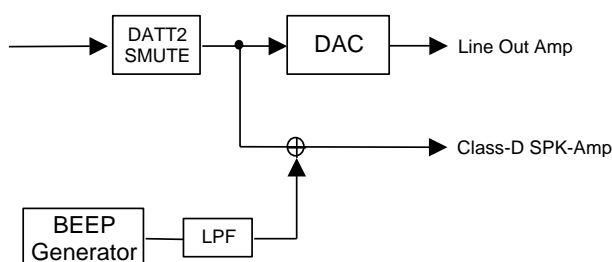 DATT2
SMUTE
DAC
Line Out Amp
Class-D SPK-Amp
BEEP
Generator
LPF